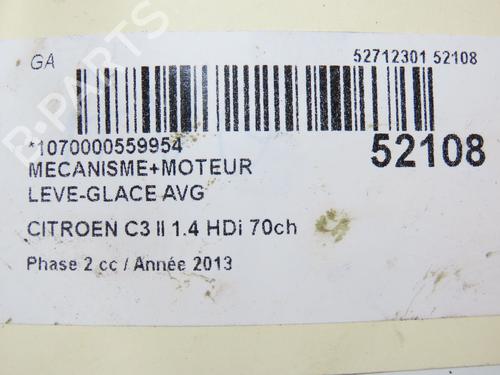 GA
52712301 52108
*1070000559954
52108
MECANISME+MOTEUR
LEVE-GLACE AVG
CITROEN C3 II 1.4 HDi 70ch
Phase 2 cc / Année 2013
B-PARTS